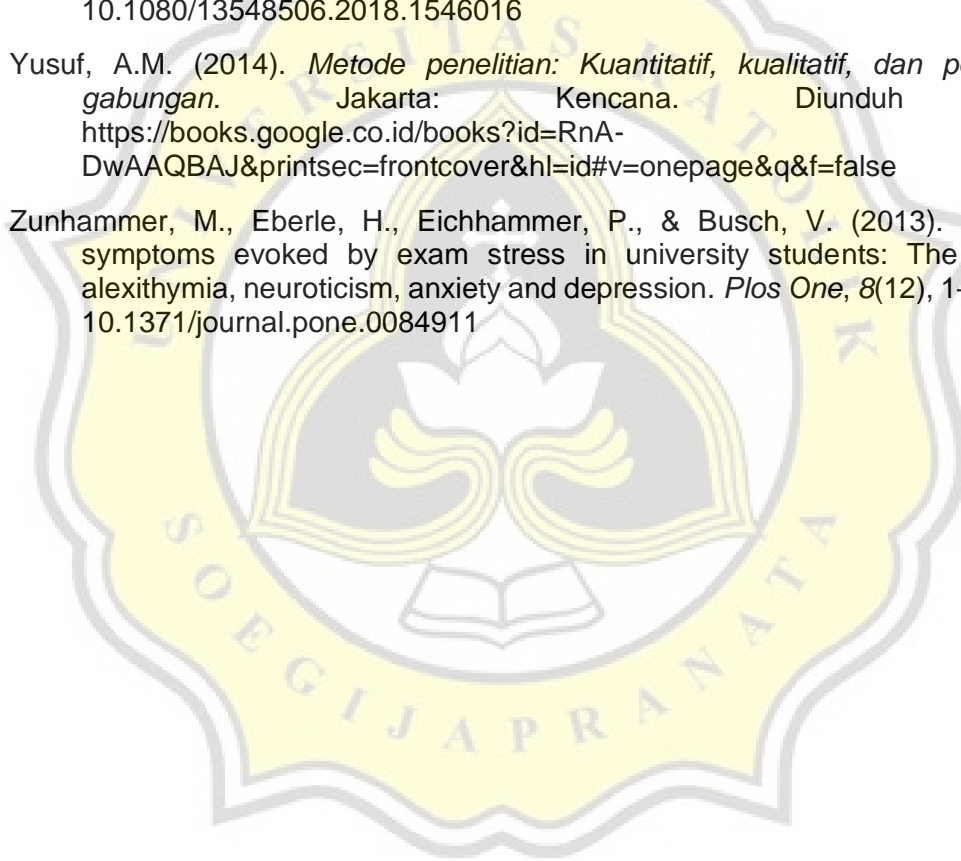 10.1080/13548506.2018.1546016
Yusuf, A.M. (2014). Metode penelitian: Kuantitatif, kualitatif, dan
gabungan. Jakarta: Kencana. Diunduh
https://books.google.co.id/books?id=RnA-
DwAAQBAJ&printsec=frontcover&hl=id#v=onepage&q&f=false
Zunhammer, M., Eberle, H., Eichhammer, P., & Busch, V. (2013).
symptoms evoked by exam stress in university students: The
alexithymia, neuroticism, anxiety and depression. Plos One, 8(12), 1-
10.1371/journal.pone.0084911
UNIVERSITAS KATOLIK
SOEGIJAPRANATA